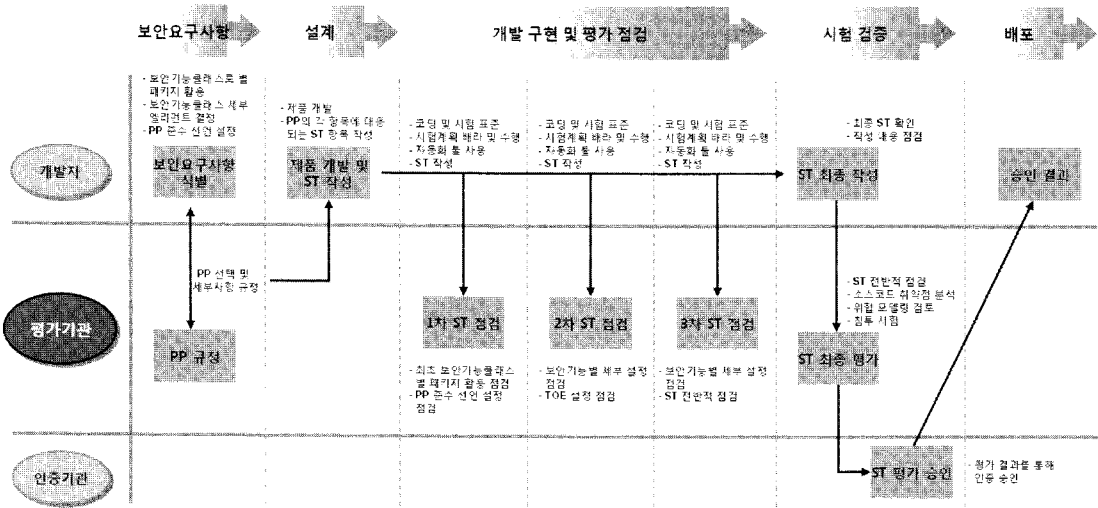 보안요구사항
설계
개발 구현 및 평가 점검
시험 검증
배포
- 보안기능클래스로 별
패키지 활용
- 보안기능클래스 세부
엘리먼트 결정
- PP 준수 선언 설정
- 제품 개발
- PP의 각 항목에 대응
되는 ST 항목 작성
- 코딩 및 시험 표준
- 시험계획 배라 및 수행
- 자동화 툴 사용
- ST 작성
- 코딩 및 시험 표준
- 시험계획 배라 및 수행
- 자동화 툴 사용
- ST 작성
- 코딩 및 시험 표준
- 시험계획 배라 및 수행
- 자동화 툴 사용
- ST 작성
- 최종 ST 확인
- 작성 내용 점검
개발자
보안요구사항
식별
제품 개발 및
ST 작성
ST 최종 작성
승인 결과
PP 선택 및
세부사항 규정
- ST 전반적 점검
- 소스코드 취약점 분석
- 위협 모델링 검토
- 침투 시험
평가기관
PP 규정
1차 ST 점검
2차 ST 점검
3차 ST 점검
ST 최종 평가
- 최초 보안기능클래스
별 패키지 활동 점검
- PP 준수 선언 설정
점검
- 보안기능별 세부 설정
점검
- TOE 설정 점검
- 보안기능별 세부 설정
점검
- ST 전반적 점검
인증기관
ST 평가 승인
- 평가 결과를 통해
인증 승인